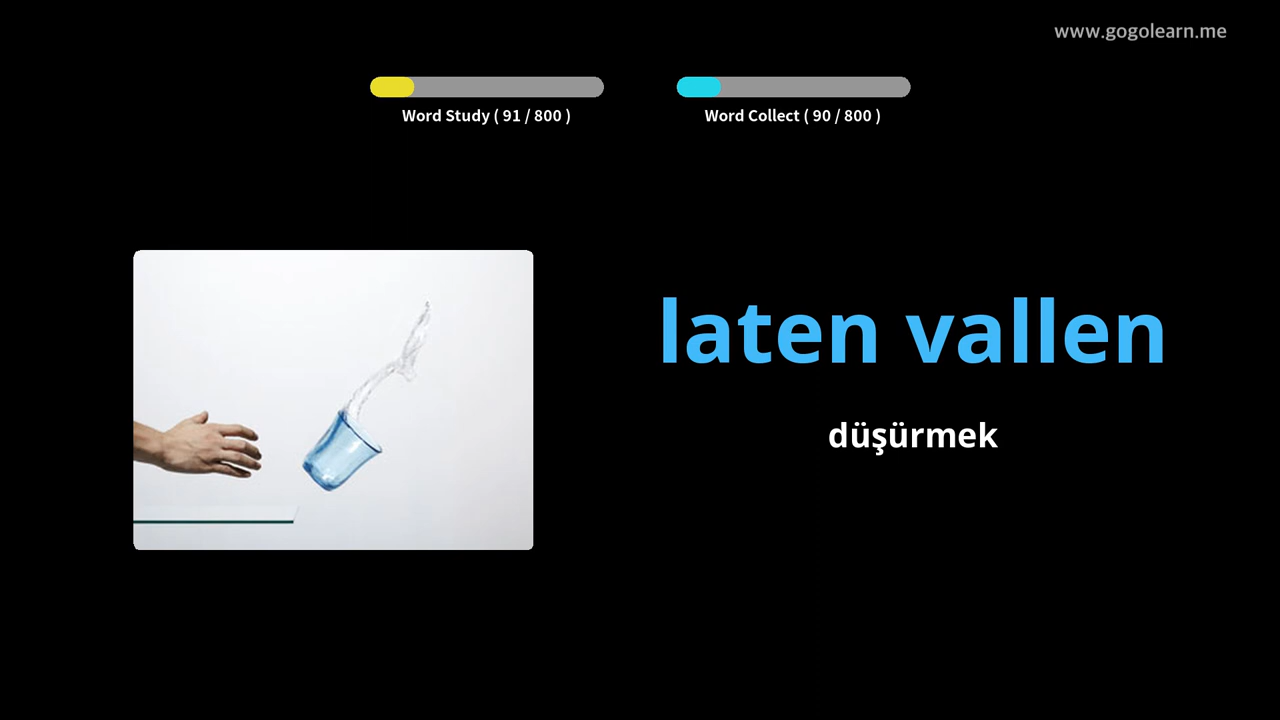 www.gogolearn.me
Word Study ( 91 / 800 )
Word Collect ( 90 / 800 )
laten vallen
düşürmek